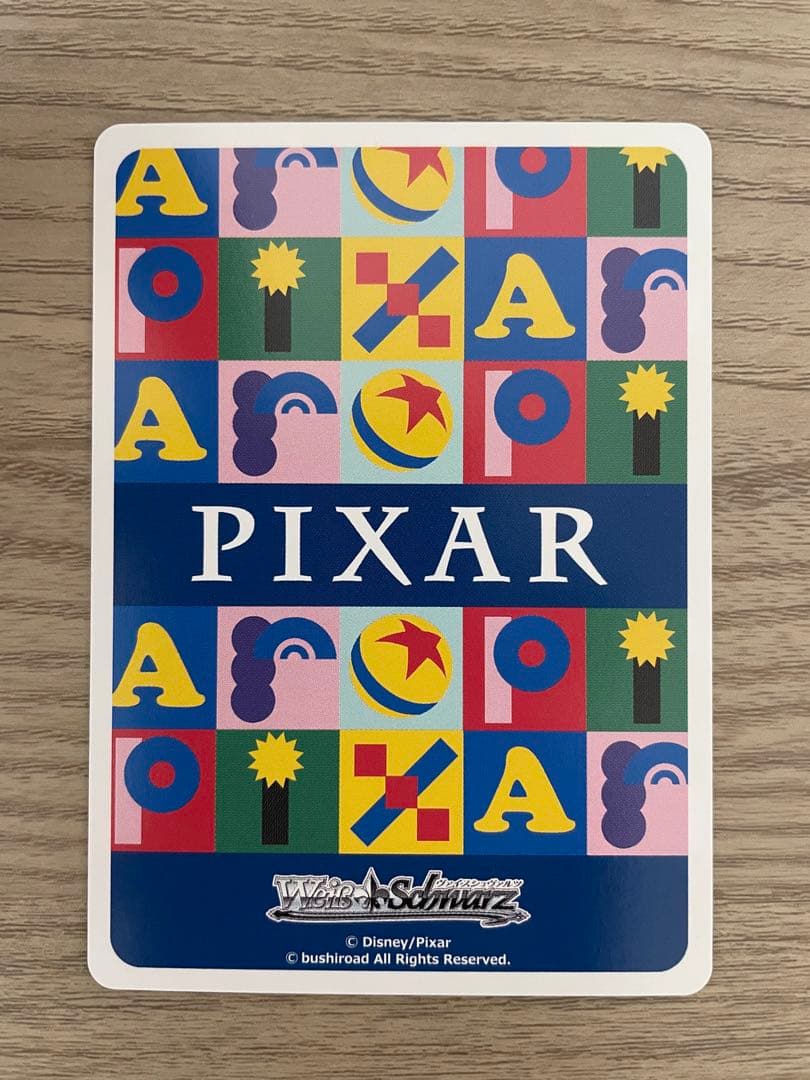 A r P i
P i X A r
A r P i
PIXAR
A r P i
P i X A r
ヴァイスシュヴァルツ
Weiß Schwarz
© Disney/Pixar
© bushiroad All Rights Reserved.